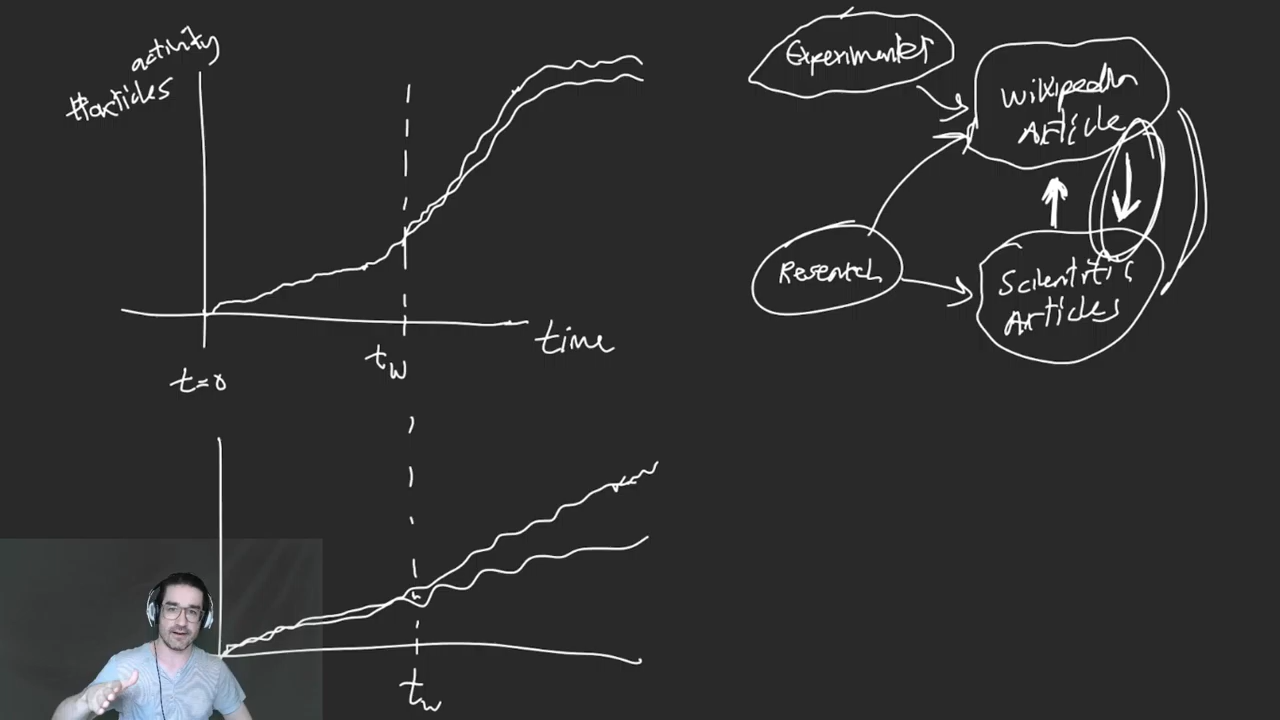 activity
#articles
time
t=0
tw
tw
Experimenter
Wikipedia
Article
Research
Scientific
Articles